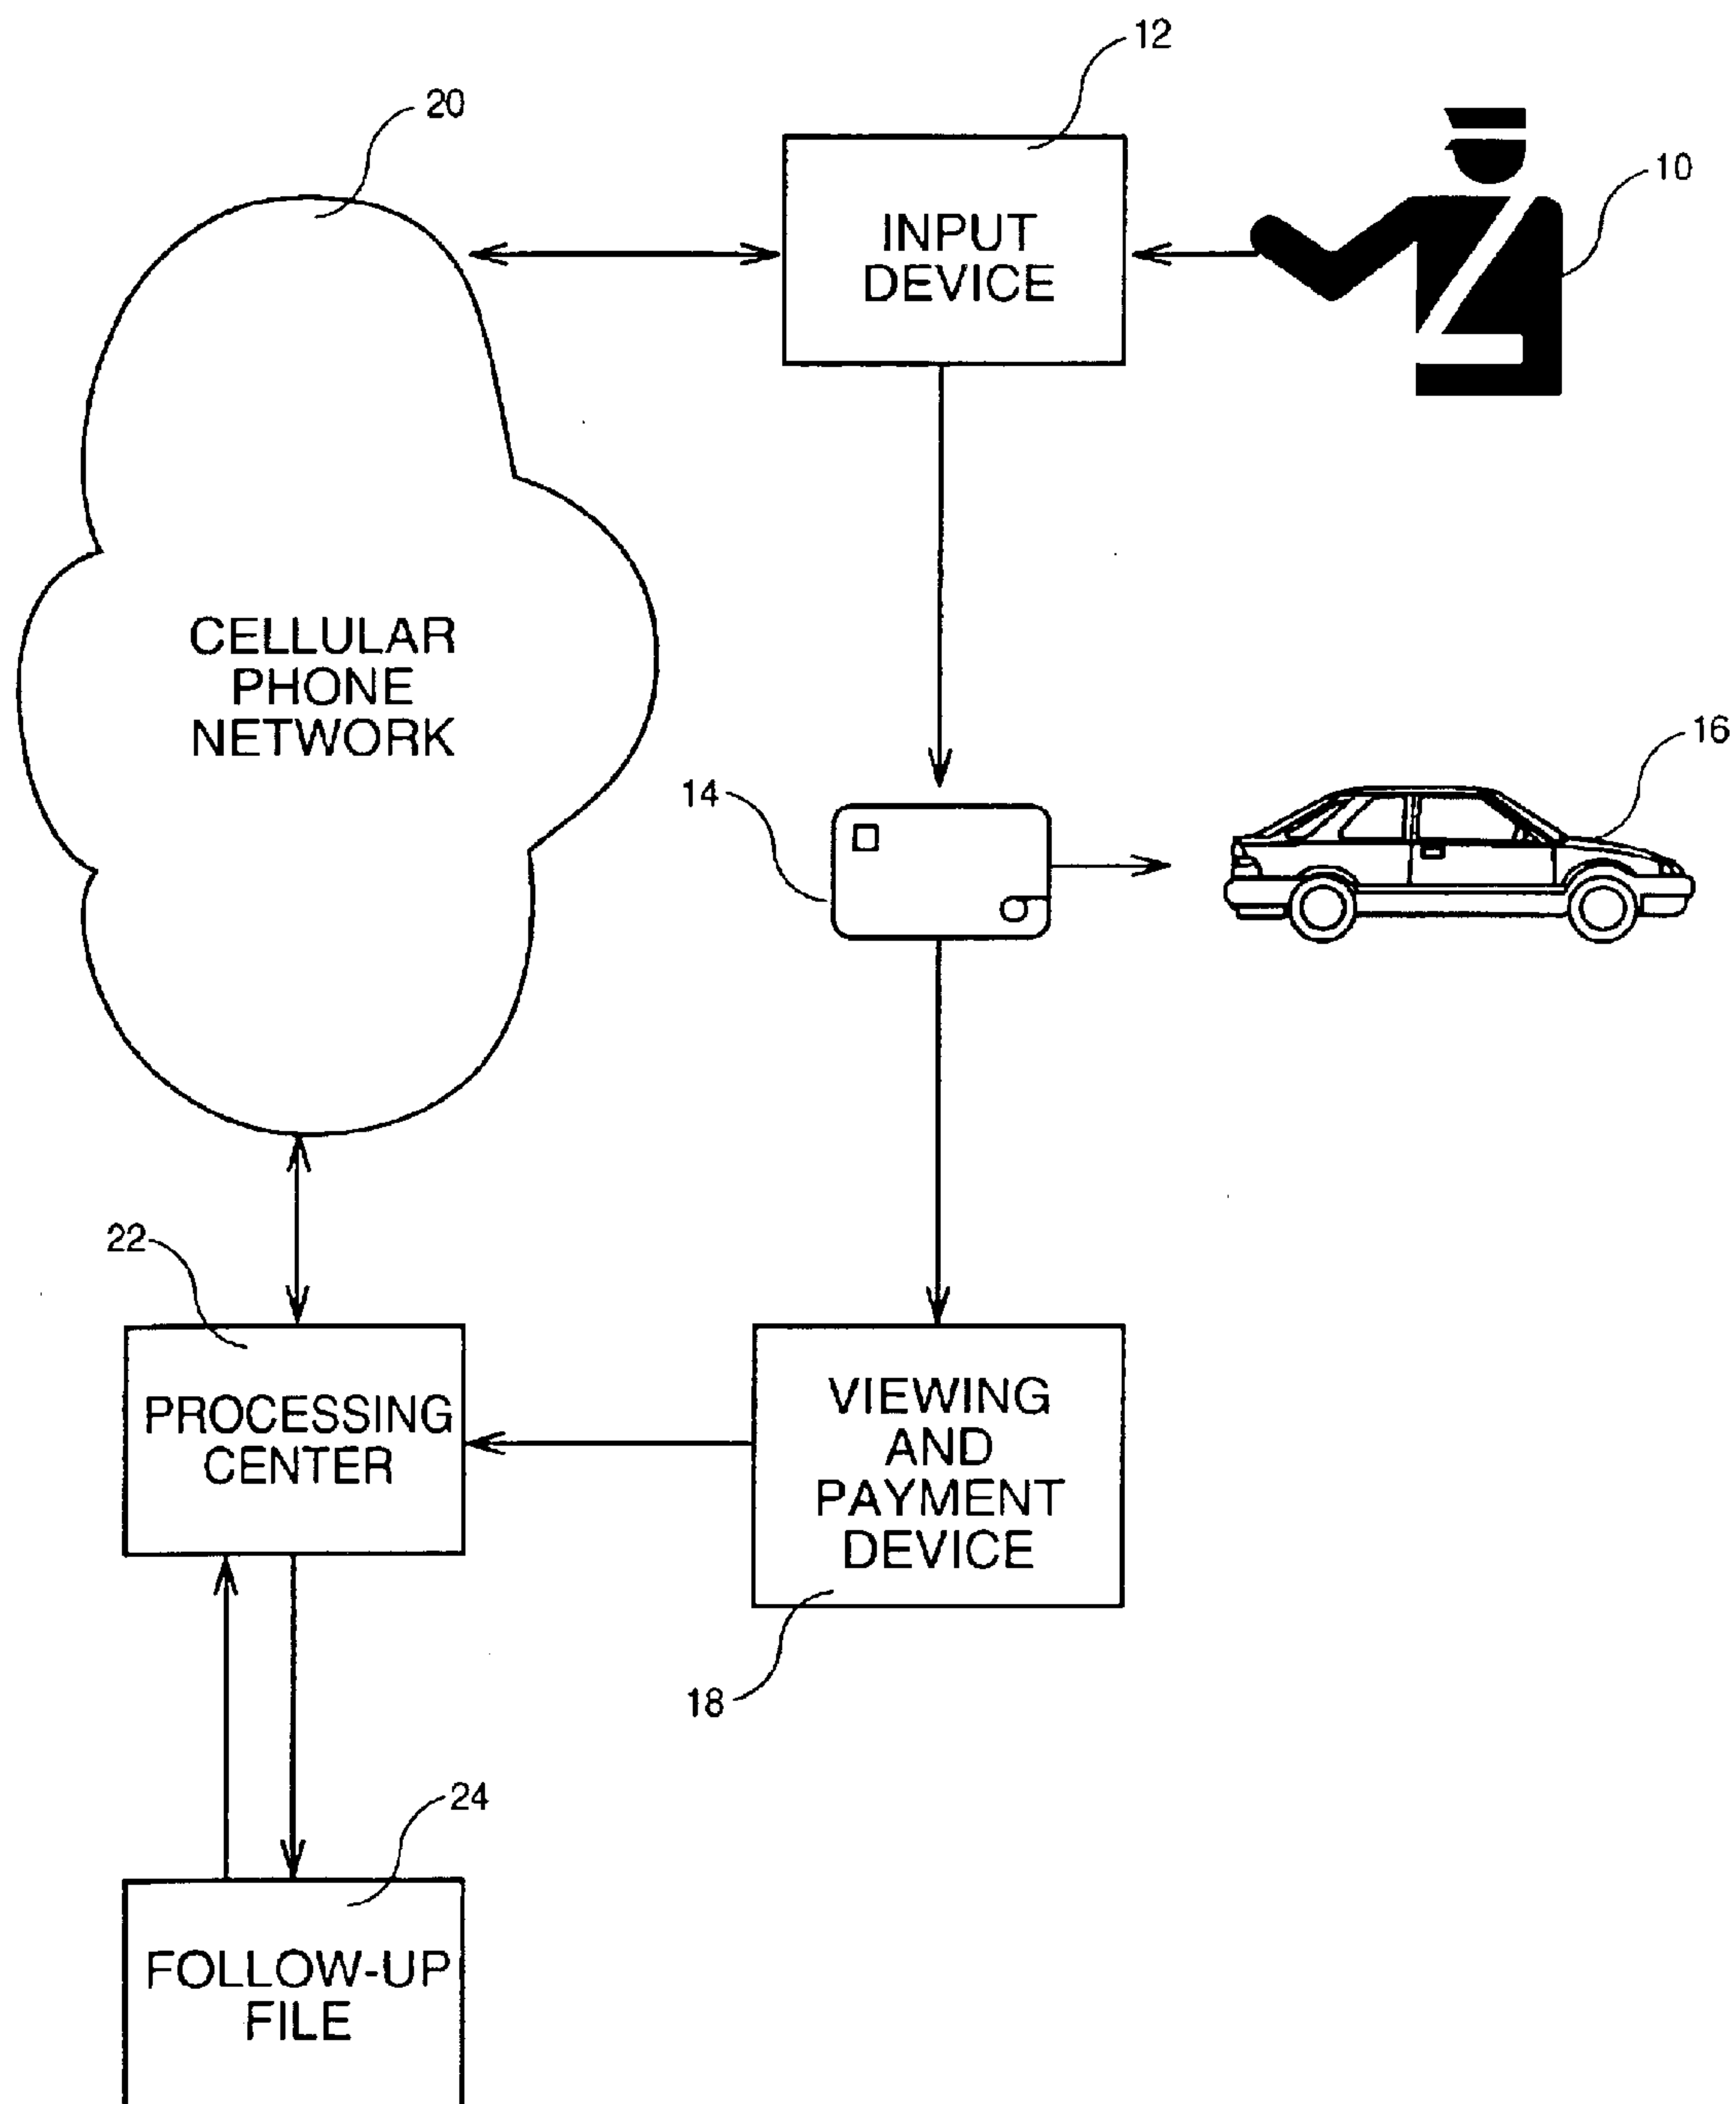 12
20
10
INPUT
DEVICE
CELLULAR
PHONE
NETWORK
16
14
22
PROCESSING
CENTER
VIEWING
AND
PAYMENT
DEVICE
18
24
FOLLOW-UP
FILE